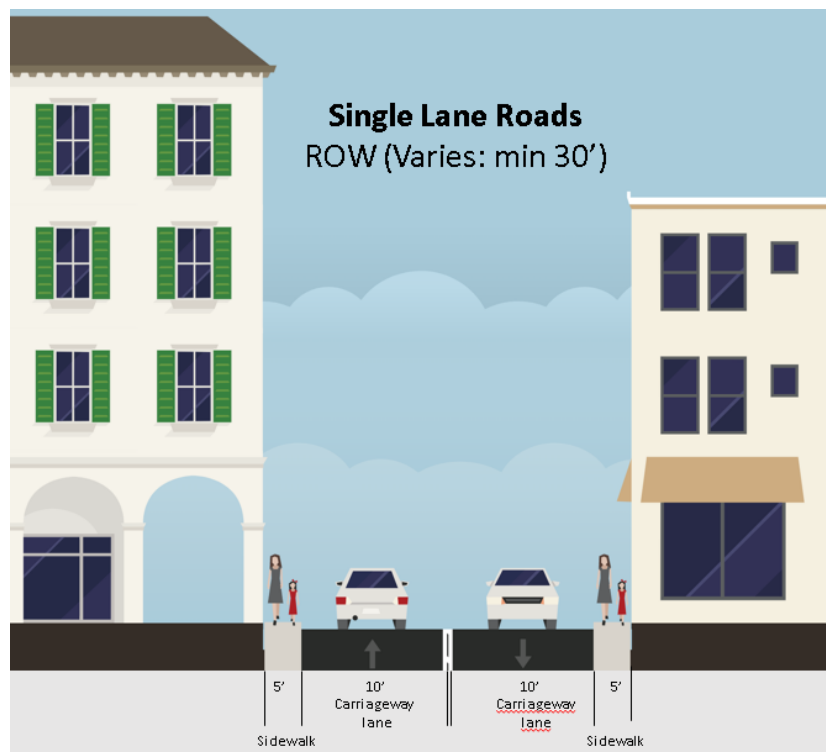 Single Lane Roads
ROW (Varies: min 30’)
5’
10’
Carriageway
lane
10’
Carriageway
lane
5’
Sidewalk
Sidewalk